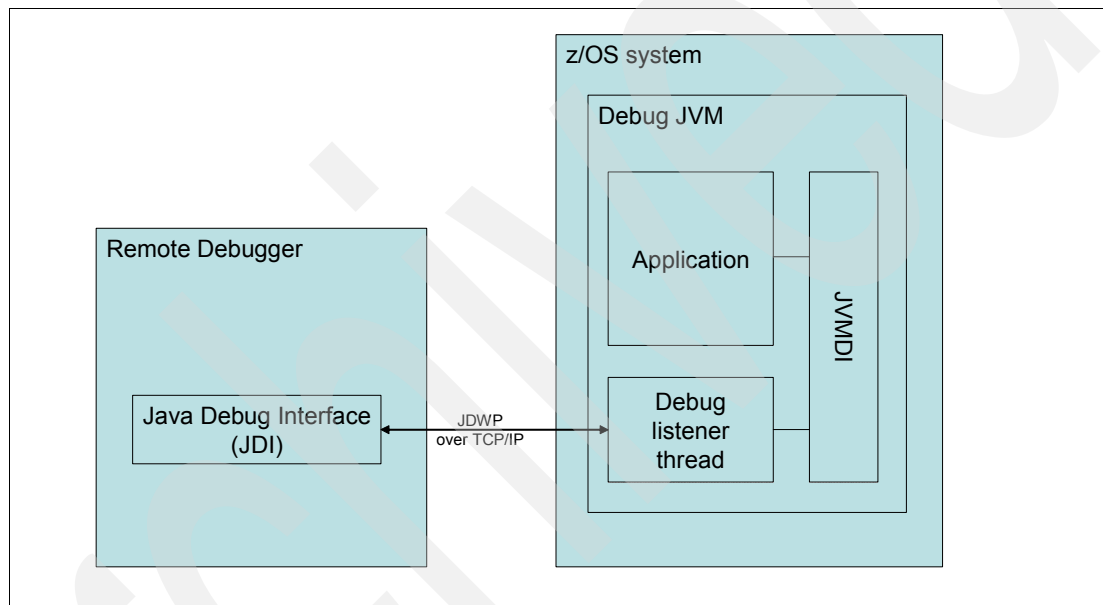 z/OS system
Debug JVM
Remote Debugger
Application
JVMDI
Java Debug Interface
(JDI)
JDWP
over TCP/IP
Debug
listener
thread